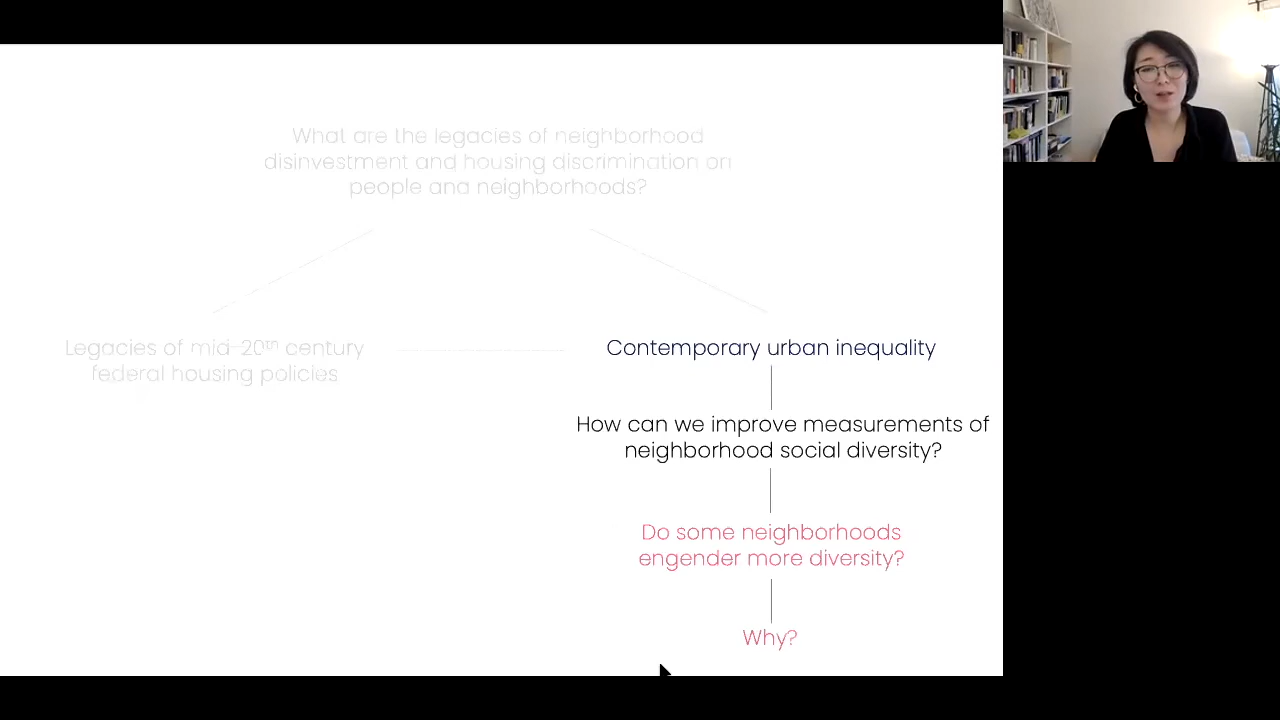 What are the legacies of neighborhood
disinvestment and housing discrimination on
people and neighborhoods?
Legacies of mid-20th century
federal housing policies
Contemporary urban inequality
How can we improve measurements of
neighborhood social diversity?
Do some neighborhoods
engender more diversity?
Why?